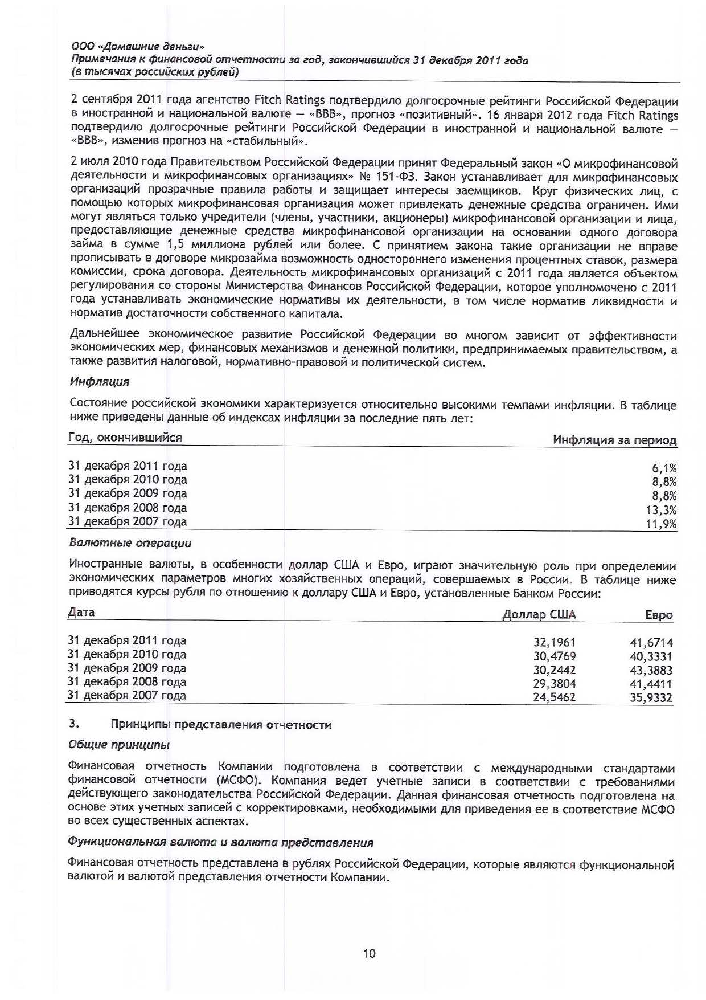 ООО «Домашние деньги»
Примечания к финансовой отчетности за год, закончившийся 31 декабря 2011 года
(в тысячах российских рублей)
2 сентября 2011 года агентство Fitch Ratings подтвердило долгосрочные рейтинги Российской Федерации
в иностранной и национальной валюте — «BBB», прогноз «позитивный». 16 января 2012 года Fitch Ratings
подтвердило долгосрочные рейтинги Российской Федерации в иностранной и национальной валюте —
«BBB», изменив прогноз на «стабильный».
2 июля 2010 года Правительством Российской Федерации принят Федеральный закон «О микрофинансовой
деятельности и микрофинансовых организациях» № 151-ФЗ. Закон устанавливает для микрофинансовых
организаций прозрачные правила работы и защищает интересы заемщиков. Круг физических лиц, с
помощью которых микрофинансовая организация может привлекать денежные средства ограничен. Ими
могут являться только учредители (члены, участники, акционеры) микрофинансовой организации и лица,
предоставляющие денежные средства микрофинансовой организации на основании одного договора
займа в сумме 1,5 миллиона рублей или более. С принятием закона такие организации не вправе
прописывать в договоре микрозайма возможность одностороннего изменения процентных ставок, размера
комиссии, срока договора. Деятельность микрофинансовых организаций с 2011 года является объектом
регулирования со стороны Министерства Финансов Российской Федерации, которое уполномочено с 2011
года устанавливать экономические нормативы их деятельности, в том числе норматив ликвидности и
норматив достаточности собственного капитала.
Дальнейшее экономическое развитие Российской Федерации во многом зависит от эффективности
экономических мер, финансовых механизмов и денежной политики, предпринимаемых правительством, а
также развития налоговой, нормативно-правовой и политической систем.
Инфляция
Состояние российской экономики характеризуется относительно высокими темпами инфляции. В таблице
ниже приведены данные об индексах инфляции за последние пять лет:
Год, окончившийся Инфляция за период
31 декабря 2011 года 6,1%
31 декабря 2010 года 8,8%
31 декабря 2009 года 8,8%
31 декабря 2008 года 13,3%
31 декабря 2007 года 11,9%
Валютные операции
Иностранные валюты, в особенности доллар США и Евро, играют значительную роль при определении
экономических параметров многих хозяйственных операций, совершаемых в России. В таблице ниже
приводятся курсы рубля по отношению к доллару США и Евро, установленные Банком России:
Дата Доллар США Евро
31 декабря 2011 года 32,1961 41,6714
31 декабря 2010 года 30,4769 40,3331
31 декабря 2009 года 30,2442 43,3883
31 декабря 2008 года 29,3804 41,4411
31 декабря 2007 года 24,5462 35,9332
3. Принципы представления отчетности
Общие принципы
Финансовая отчетность Компании подготовлена в соответствии с международными стандартами
финансовой отчетности (МСФО). Компания ведет учетные записи в соответствии с требованиями
действующего законодательства Российской Федерации. Данная финансовая отчетность подготовлена на
основе этих учетных записей с корректировками, необходимыми для приведения ее в соответствие МСФО
во всех существенных аспектах.
Функциональная валюта и валюта представления
Финансовая отчетность представлена в рублях Российской Федерации, которые являются функциональной
валютой и валютой представления отчетности Компании.
10